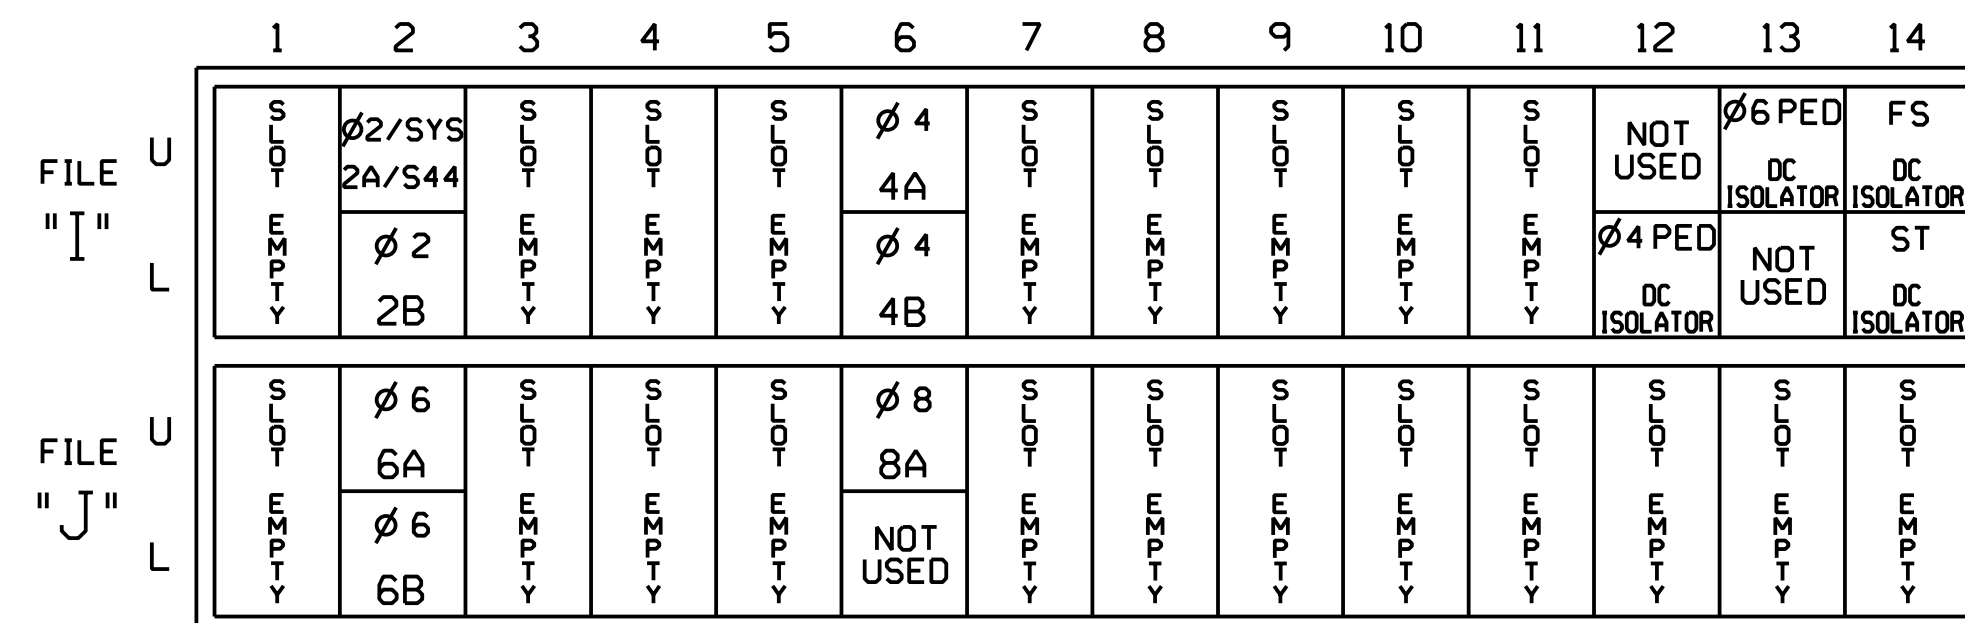 1 2 3 4 5 6 7 8 9 10 11 12 13 14
FILE "I"
U
L
SLOT EMPTY
Ø2/SYS
2A/S44
Ø 2
2B
SLOT EMPTY
SLOT EMPTY
SLOT EMPTY
Ø 4
4A
Ø 4
4B
SLOT EMPTY
SLOT EMPTY
SLOT EMPTY
SLOT EMPTY
SLOT EMPTY
NOT
USED
Ø4 PED
DC
ISOLATOR
Ø6 PED
DC
ISOLATOR
NOT
USED
FS
DC
ISOLATOR
ST
DC
ISOLATOR
FILE "J"
U
L
SLOT EMPTY
Ø 6
6A
Ø 6
6B
SLOT EMPTY
SLOT EMPTY
SLOT EMPTY
Ø 8
8A
NOT
USED
SLOT EMPTY
SLOT EMPTY
SLOT EMPTY
SLOT EMPTY
SLOT EMPTY
SLOT EMPTY
SLOT EMPTY
SLOT EMPTY